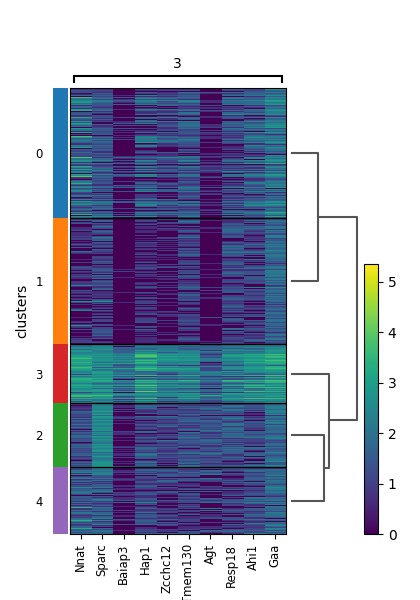 3
clusters
0
1
3
2
4
5
4
3
2
1
0
Nnat
Sparc
Baiap3
Hap1
Zcchc12
Tmem130
Agt
Resp18
Ahi1
Gaa